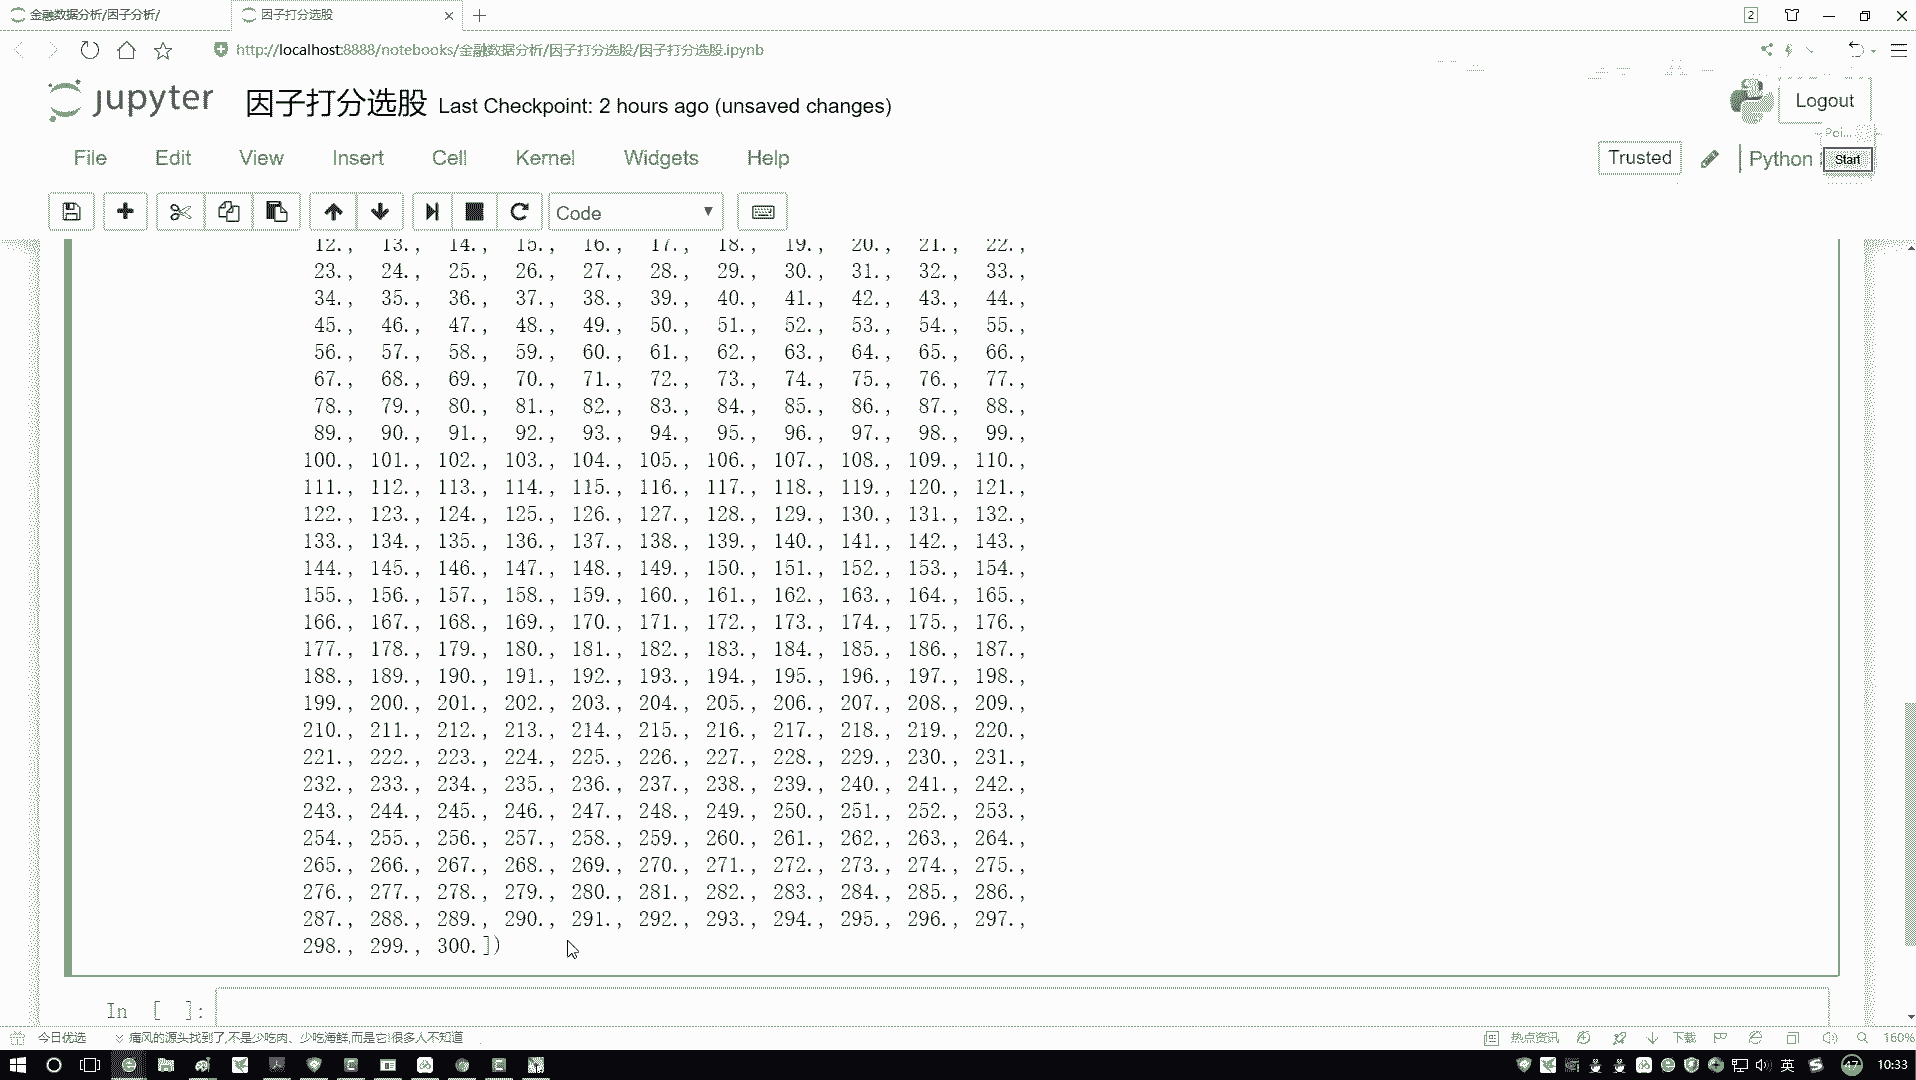 金融数据分析/因子分析/
因子打分选股
2
http://localhost:8888/notebooks/金融数据分析/因子打分选股/因子打分选股.ipynb
jupyter 因子打分选股 Last Checkpoint: 2 hours ago (unsaved changes)
Logout
File Edit View Insert Cell Kernel Widgets Help
Trusted Python Start
Code
12., 13., 14., 15., 16., 17., 18., 19., 20., 21., 22.,
23., 24., 25., 26., 27., 28., 29., 30., 31., 32., 33.,
34., 35., 36., 37., 38., 39., 40., 41., 42., 43., 44.,
45., 46., 47., 48., 49., 50., 51., 52., 53., 54., 55.,
56., 57., 58., 59., 60., 61., 62., 63., 64., 65., 66.,
67., 68., 69., 70., 71., 72., 73., 74., 75., 76., 77.,
78., 79., 80., 81., 82., 83., 84., 85., 86., 87., 88.,
89., 90., 91., 92., 93., 94., 95., 96., 97., 98., 99.,
100., 101., 102., 103., 104., 105., 106., 107., 108., 109., 110.,
111., 112., 113., 114., 115., 116., 117., 118., 119., 120., 121.,
122., 123., 124., 125., 126., 127., 128., 129., 130., 131., 132.,
133., 134., 135., 136., 137., 138., 139., 140., 141., 142., 143.,
144., 145., 146., 147., 148., 149., 150., 151., 152., 153., 154.,
155., 156., 157., 158., 159., 160., 161., 162., 163., 164., 165.,
166., 167., 168., 169., 170., 171., 172., 173., 174., 175., 176.,
177., 178., 179., 180., 181., 182., 183., 184., 185., 186., 187.,
188., 189., 190., 191., 192., 193., 194., 195., 196., 197., 198.,
199., 200., 201., 202., 203., 204., 205., 206., 207., 208., 209.,
210., 211., 212., 213., 214., 215., 216., 217., 218., 219., 220.,
221., 222., 223., 224., 225., 226., 227., 228., 229., 230., 231.,
232., 233., 234., 235., 236., 237., 238., 239., 240., 241., 242.,
243., 244., 245., 246., 247., 248., 249., 250., 251., 252., 253.,
254., 255., 256., 257., 258., 259., 260., 261., 262., 263., 264.,
265., 266., 267., 268., 269., 270., 271., 272., 273., 274., 275.,
276., 277., 278., 279., 280., 281., 282., 283., 284., 285., 286.,
287., 288., 289., 290., 291., 292., 293., 294., 295., 296., 297.,
298., 299., 300.])
In [ ]:
今日优选 痛风的源头找到了,不是少吃肉、少吃海鲜,而是它!很多人不知道 热点资讯 下载 160%
英 47 10:33